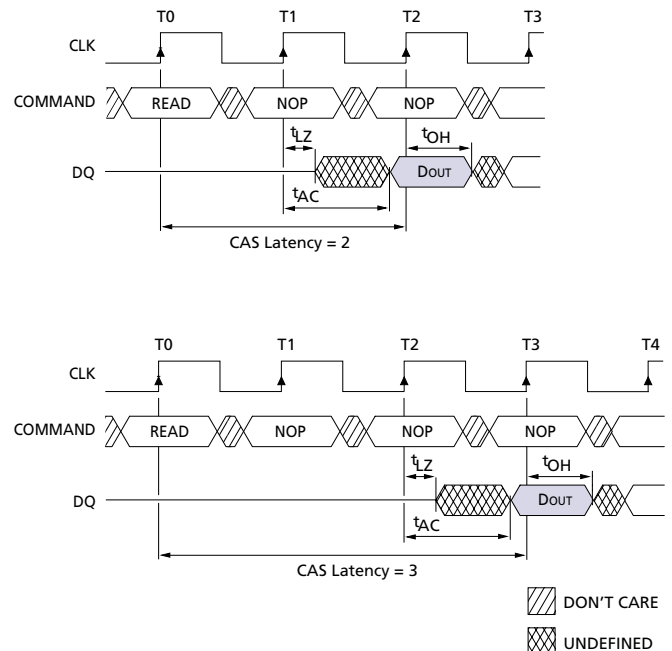 T0 T1 T2 T3
CLK
COMMAND READ NOP NOP
tLZ tOH
DQ DOUT
tAC
CAS Latency = 2
T0 T1 T2 T3 T4
CLK
COMMAND READ NOP NOP NOP
tLZ tOH
DQ DOUT
tAC
CAS Latency = 3
DON'T CARE
UNDEFINED